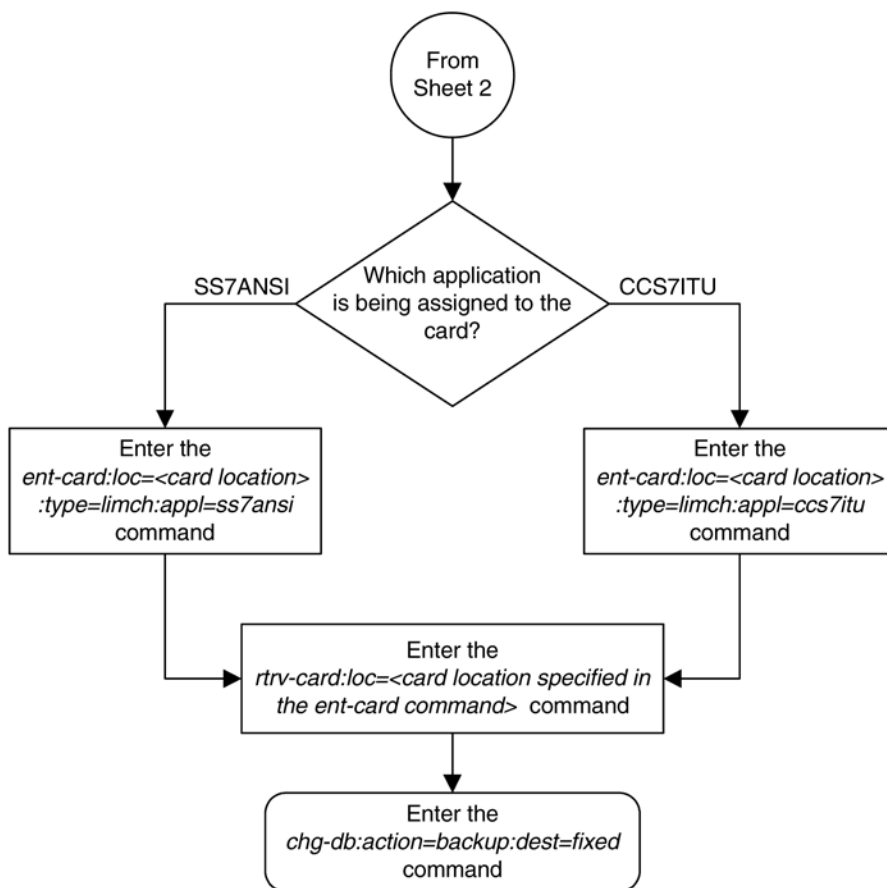 From
Sheet 2
Which application
is being assigned to the
card?
SS7ANSI
CCS7ITU
Enter the
ent-card:loc=<card location>
:type=limch:appl=ss7ansi
command
Enter the
ent-card:loc=<card location>
:type=limch:appl=ccs7itu
command
Enter the
rtrv-card:loc=<card location specified in
the ent-card command> command
Enter the
chg-db:action=backup:dest=fixed
command